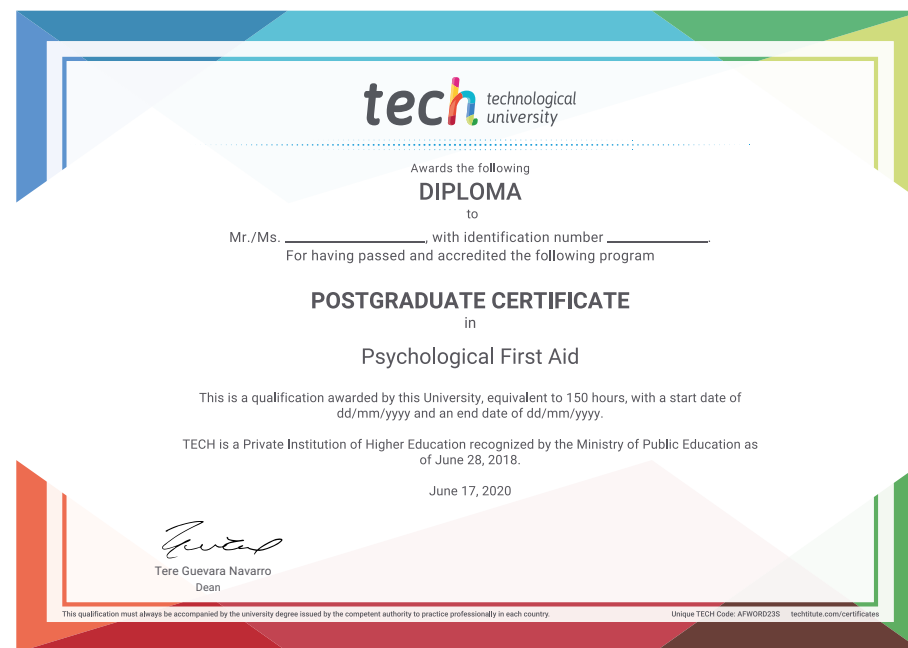 tech technological
university
Awards the following
DIPLOMA
to
Mr./Ms. ____________________, with identification number ______________.
For having passed and accredited the following program
POSTGRADUATE CERTIFICATE
in
Psychological First Aid
This is a qualification awarded by this University, equivalent to 150 hours, with a start date of
dd/mm/yyyy and an end date of dd/mm/yyyy.
TECH is a Private Institution of Higher Education recognized by the Ministry of Public Education as
of June 28, 2018.
June 17, 2020
Tere Guevara Navarro
Dean
This qualification must always be accompanied by the university degree issued by the competent authority to practice professionally in each country. Unique TECH Code: AFWORD23S techtitute.com/certificates